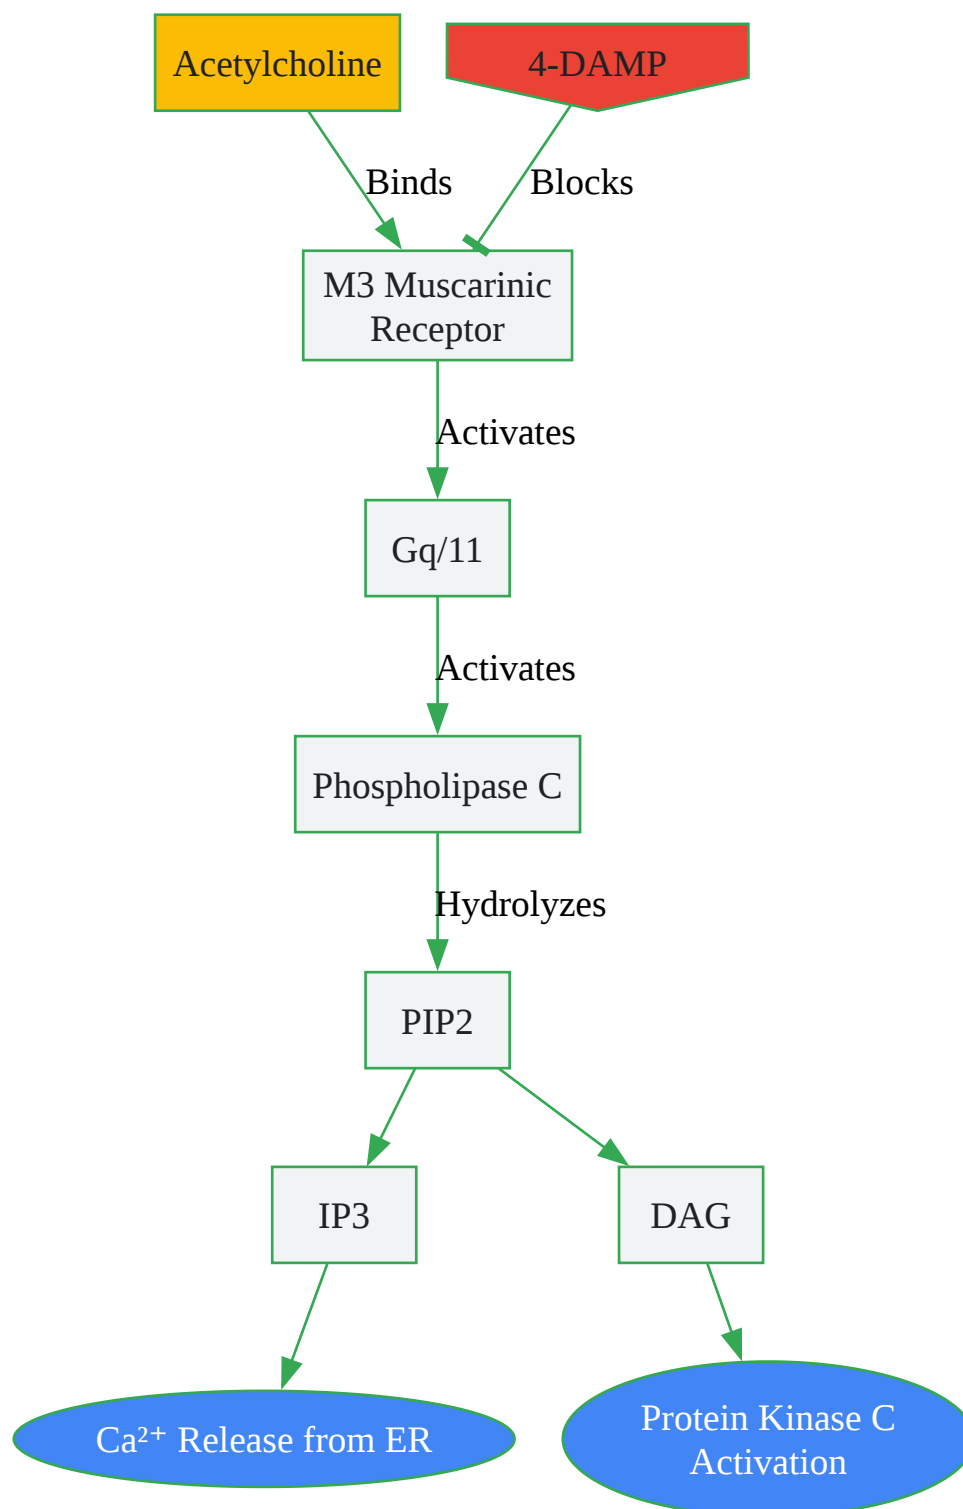 Acetylcholine
4-DAMP
Binds
Blocks
M3 Muscarinic
Receptor
Activates
Gq/11
Activates
Phospholipase C
Hydrolyzes
PIP2
IP3
DAG
Ca²⁺ Release from ER
Protein Kinase C
Activation